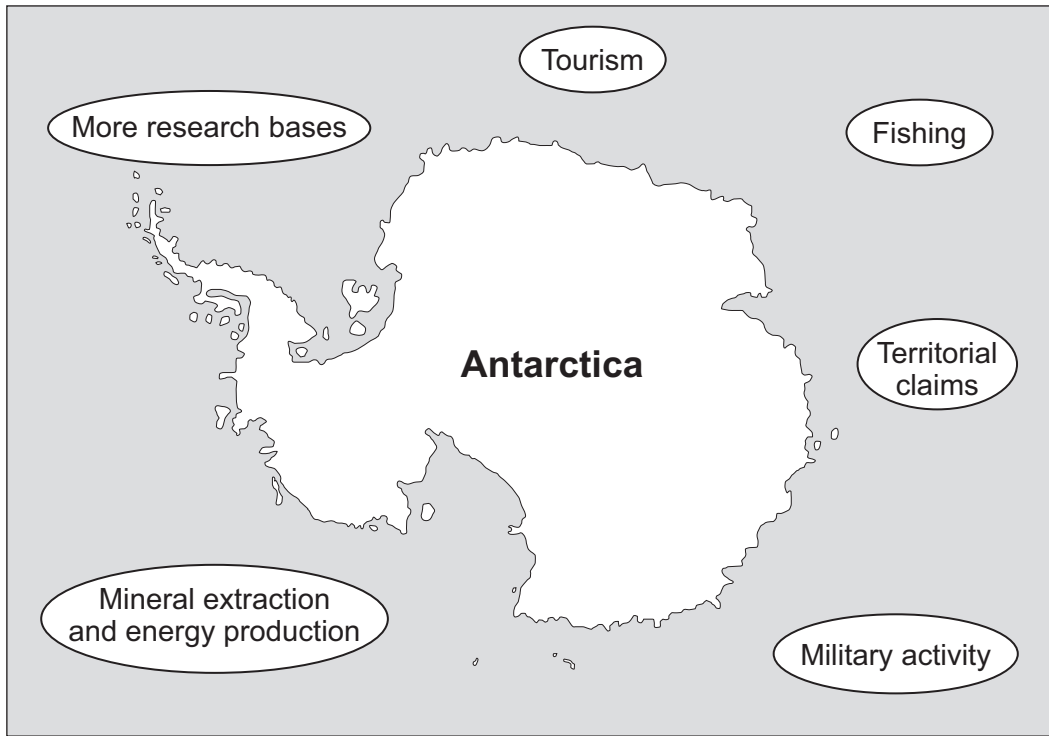 Tourism
More research bases
Fishing
Antarctica
Territorial
claims
Mineral extraction
and energy production
Military activity